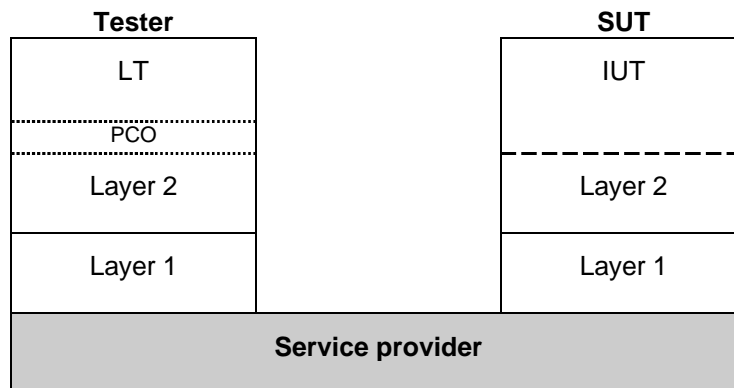 Tester
SUT
LT
IUT
PCO
Layer 2
Layer 2
Layer 1
Layer 1
Service provider